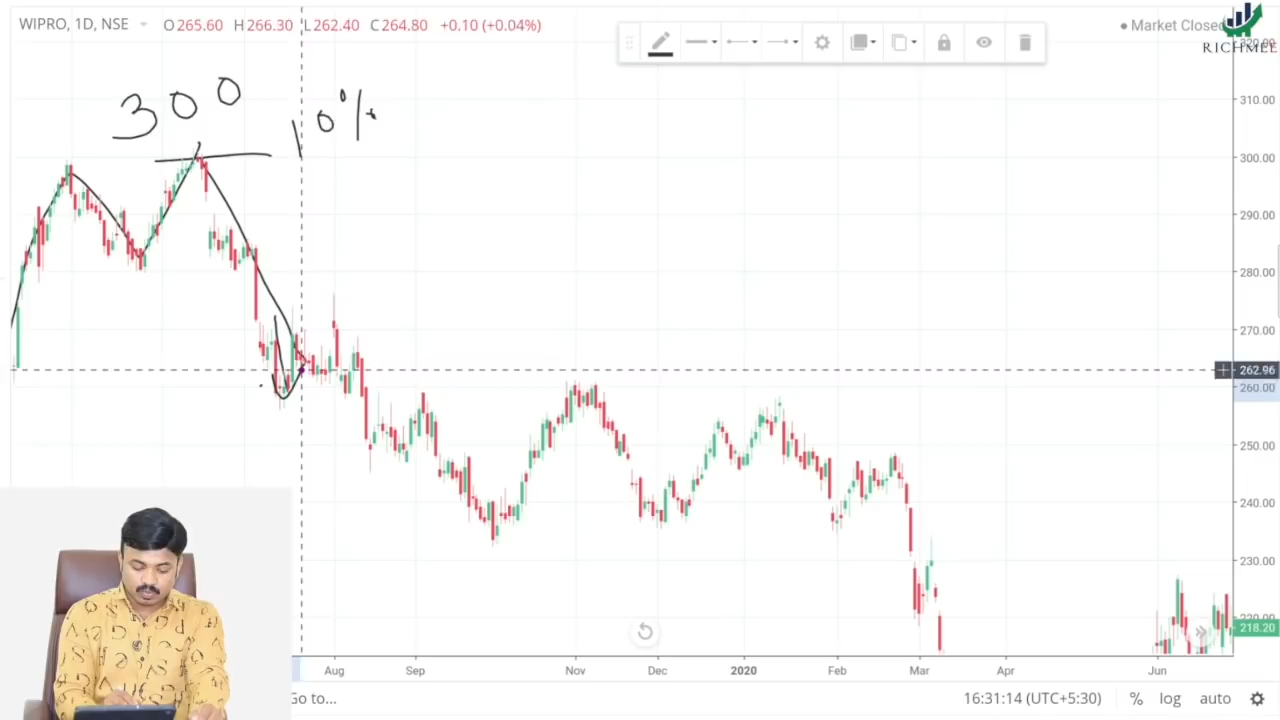 WIPRO, 1D, NSE O265.60 H266.30 L262.40 C264.80 +0.10 (+0.04%)
Market Closed
RICHMEE
320.00
310.00
300
10%
300.00
290.00
280.00
270.00
262.96
260.00
250.00
240.00
230.00
218.20
Aug Sep Nov Dec 2020 Feb Mar Apr Jun
Go to... 16:31:14 (UTC+5:30) % log auto